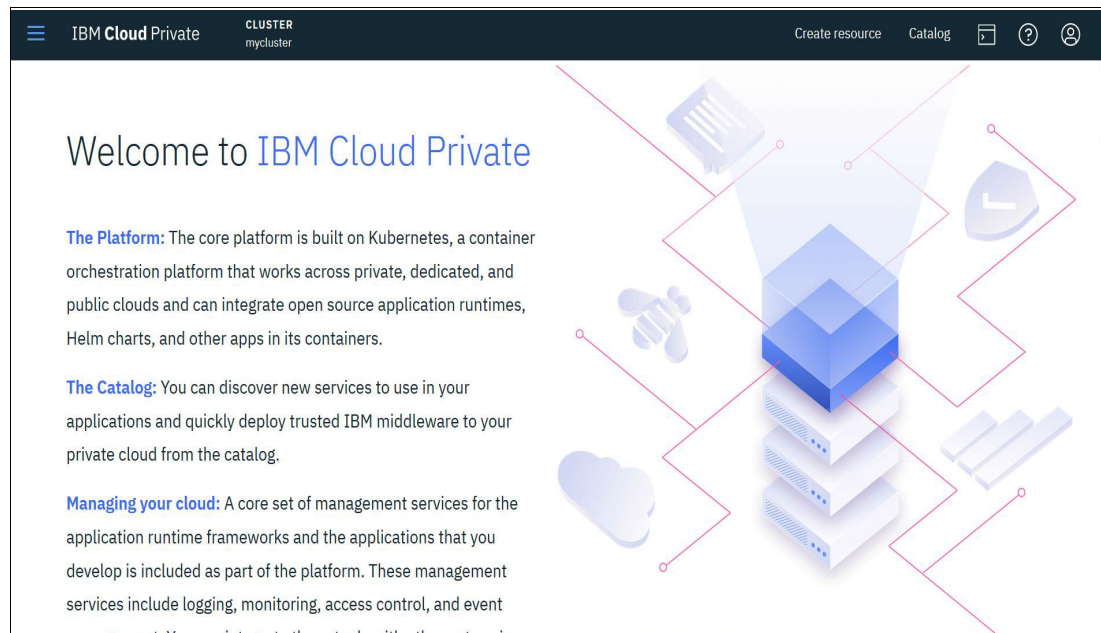 IBM Cloud Private
CLUSTER
mycluster
Create resource
Catalog
Welcome to IBM Cloud Private
The Platform: The core platform is built on Kubernetes, a container
orchestration platform that works across private, dedicated, and
public clouds and can integrate open source application runtimes,
Helm charts, and other apps in its containers.
The Catalog: You can discover new services to use in your
applications and quickly deploy trusted IBM middleware to your
private cloud from the catalog.
Managing your cloud: A core set of management services for the
application runtime frameworks and the applications that you
develop is included as part of the platform. These management
services include logging, monitoring, access control, and event